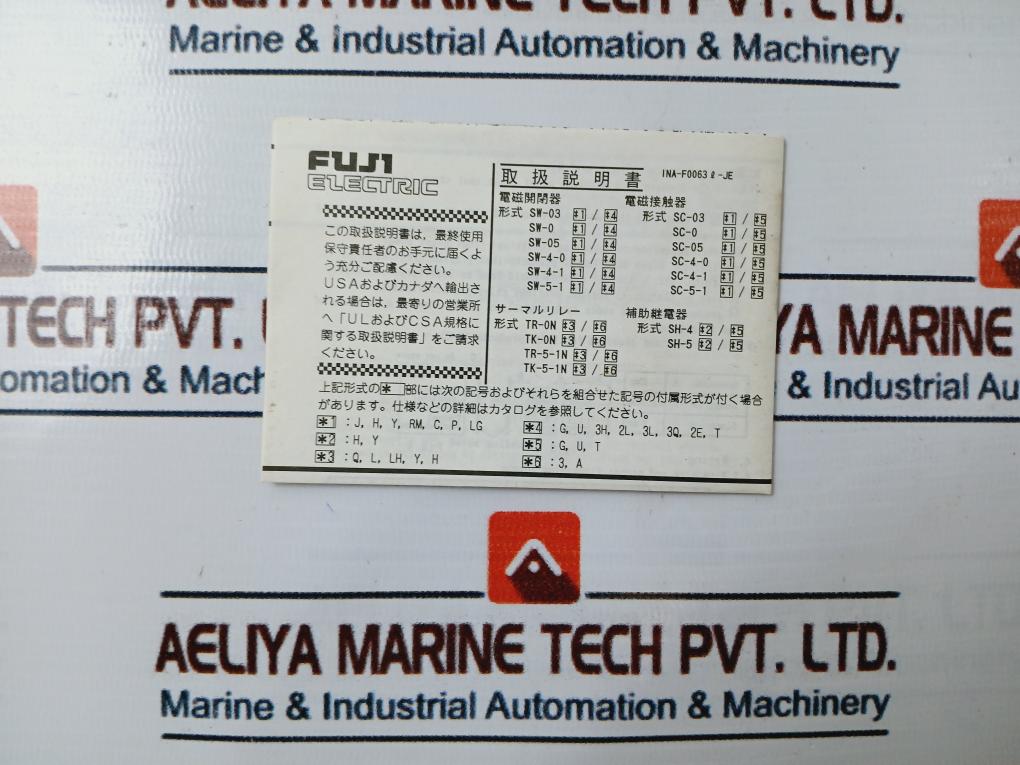 AELIYA MARINE TECH PVT. LTD.
Marine & Industrial Automation & Machinery
FUJI
ELECTRIC
この取扱説明書は、最終使用
保守責任者のお手元に届くよ
う充分ご配慮ください。
USAおよびカナダへ輸出さ
れる場合は、最寄りの営業所
へ「ULおよびCSA規格に
関する取扱説明書」をご請求
ください。
取扱説明書 INA-F0063ℓ-JE
電磁開閉器
形式 SW-03 *1 / *4
SW-0 *1 / *4
SW-05 *1 / *4
SW-4-0 *1 / *4
SW-4-1 *1 / *4
SW-5-1 *1 / *4
電磁接触器
形式 SC-03 *1 / *5
SC-0 *1 / *5
SC-05 *1 / *5
SC-4-0 *1 / *5
SC-4-1 *1 / *5
SC-5-1 *1 / *5
サーマルリレー
形式 TR-0N *3 / *6
TK-0N *3 / *6
TR-5-1N *3 / *6
TK-5-1N *3 / *6
補助継電器
形式 SH-4 *2 / *5
SH-5 *2 / *5
上記形式の*部には次の記号およびそれらを組合せた記号の付属形式が付く場合
があります。仕様などの詳細はカタログを参照してください。
*1 : J, H, Y, RM, C, P, LG
*2 : H, Y
*3 : Q, L, LH, Y, H
*4 : G, U, 3H, 2L, 3L, 3Q, 2E, T
*5 : G, U, T
*6 : 3, A
TECH PVT.
omation & Mach
YA MARINE
& Industrial Au
AELIYA MARINE TECH PVT. LTD.
Marine & Industrial Automation & Machinery